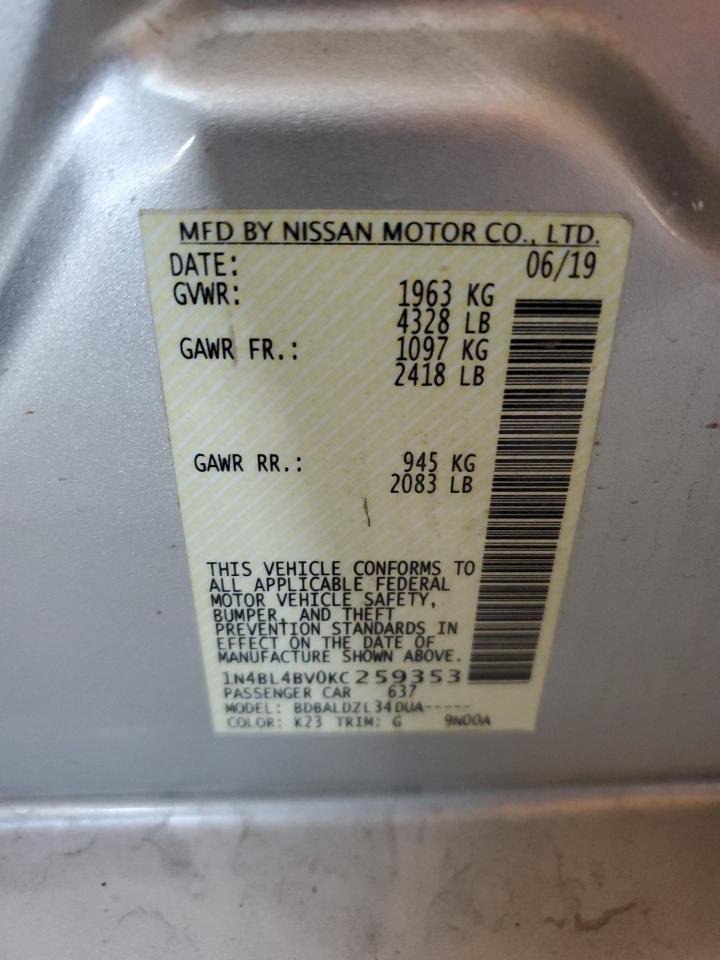 MFD BY NISSAN MOTOR CO., LTD.
DATE: 06/19
GVWR: 1963 KG
4328 LB
GAWR FR.: 1097 KG
2418 LB
GAWR RR.: 945 KG
2083 LB
THIS VEHICLE CONFORMS TO
ALL APPLICABLE FEDERAL
MOTOR VEHICLE SAFETY,
BUMPER, AND THEFT
PREVENTION STANDARDS IN
EFFECT ON THE DATE OF
MANUFACTURE SHOWN ABOVE.
1N4BL4BV0KC259353
PASSENGER CAR 637
MODEL: BDBALDZL34DUA-----
COLOR: K23 TRIM: G 9N00A